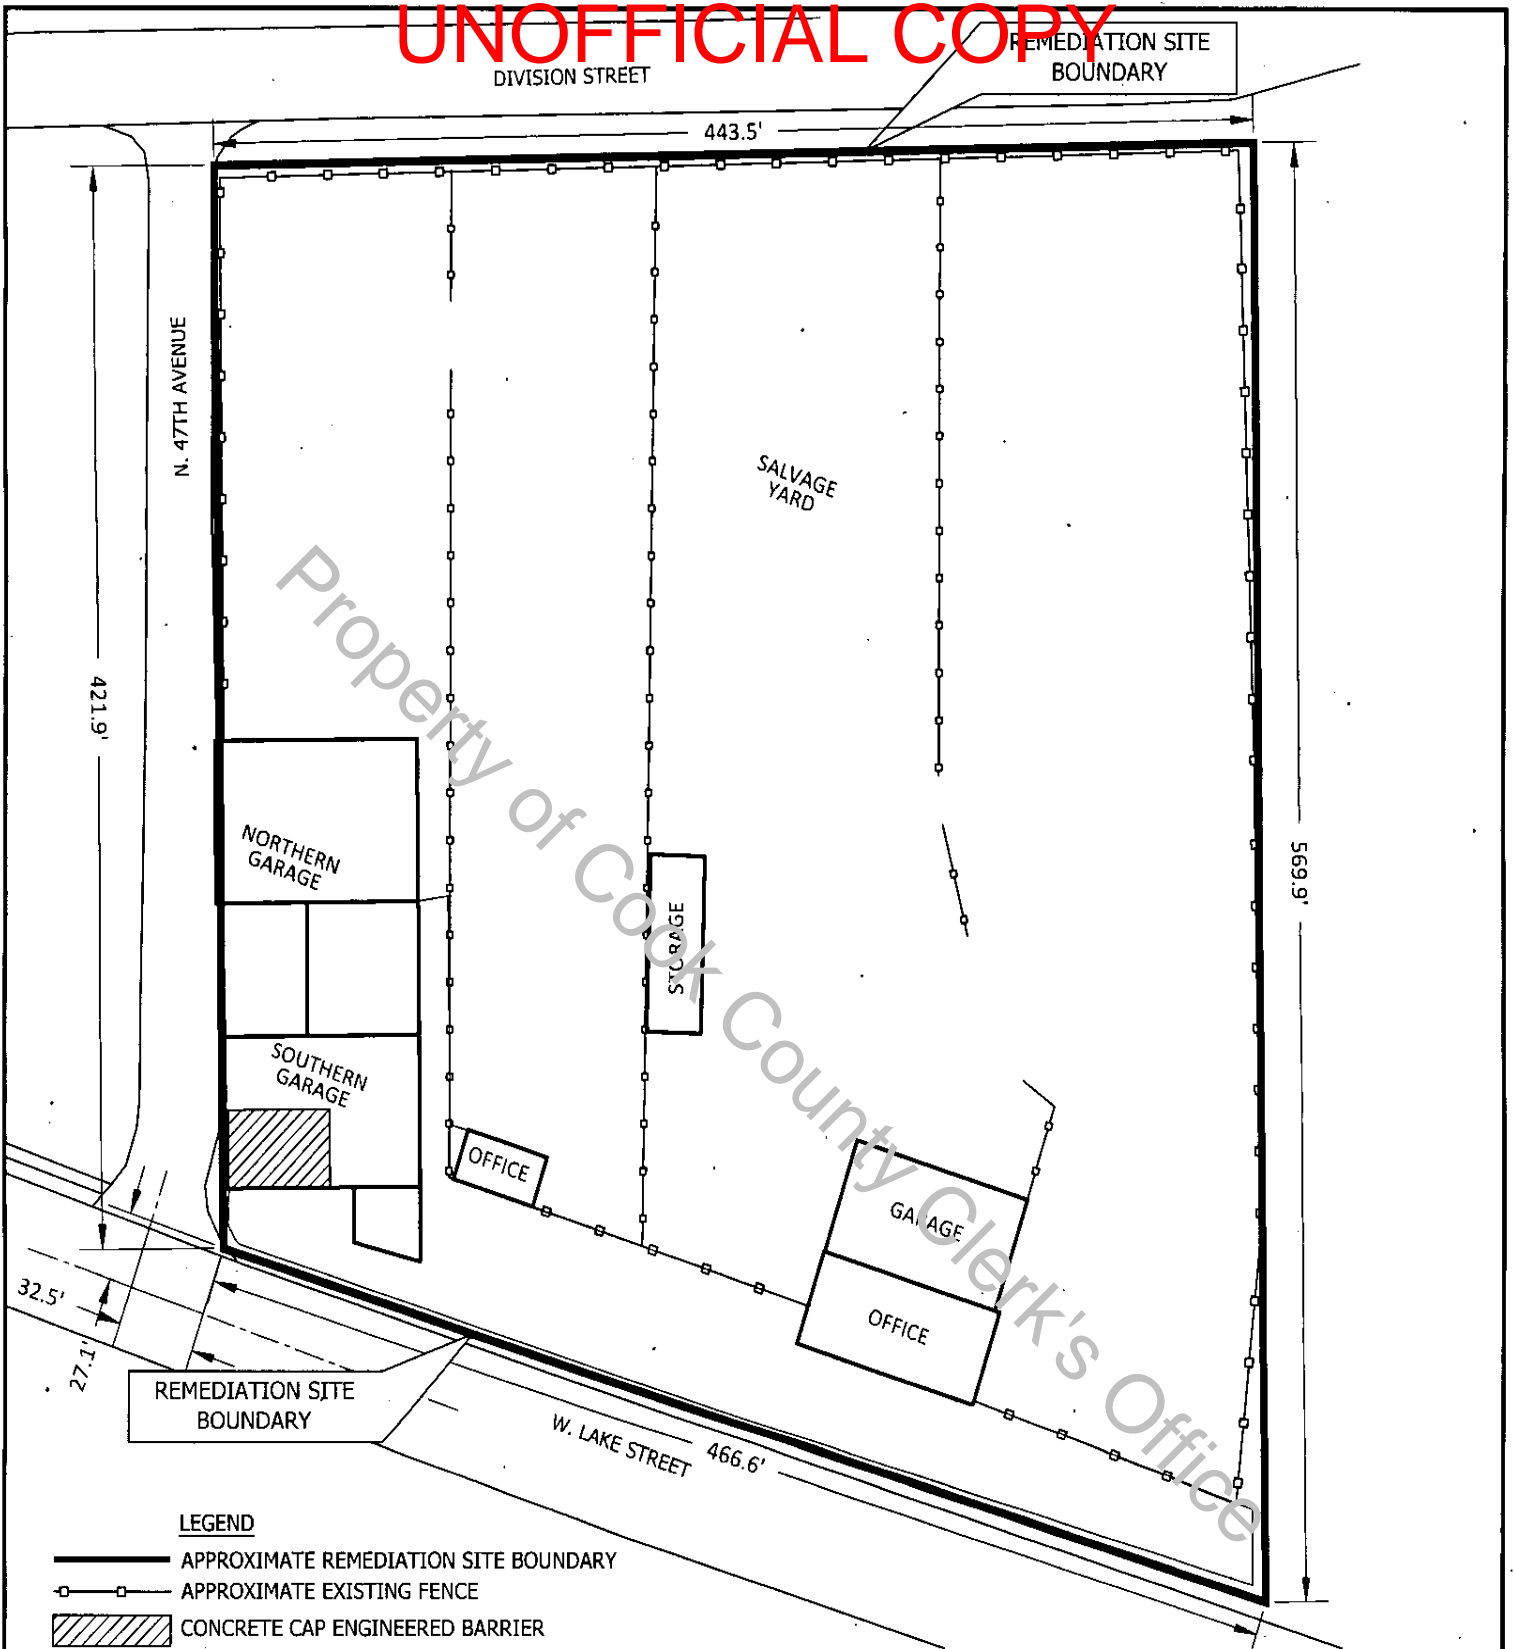 UNOFFICIAL COPY
REMEDIATION SITE
BOUNDARY
DIVISION STREET
443.5'
N. 47TH AVENUE
421.9'
SALVAGE
YARD
569.9'
NORTHERN
GARAGE
STORAGE
SOUTHERN
GARAGE
OFFICE
GARAGE
OFFICE
32.5'
27.1'
REMEDIATION SITE
BOUNDARY
W. LAKE STREET
466.6'
Property of Cook County Clerk's Office
LEGEND
APPROXIMATE REMEDIATION SITE BOUNDARY
APPROXIMATE EXISTING FENCE
CONCRETE CAP ENGINEERED BARRIER